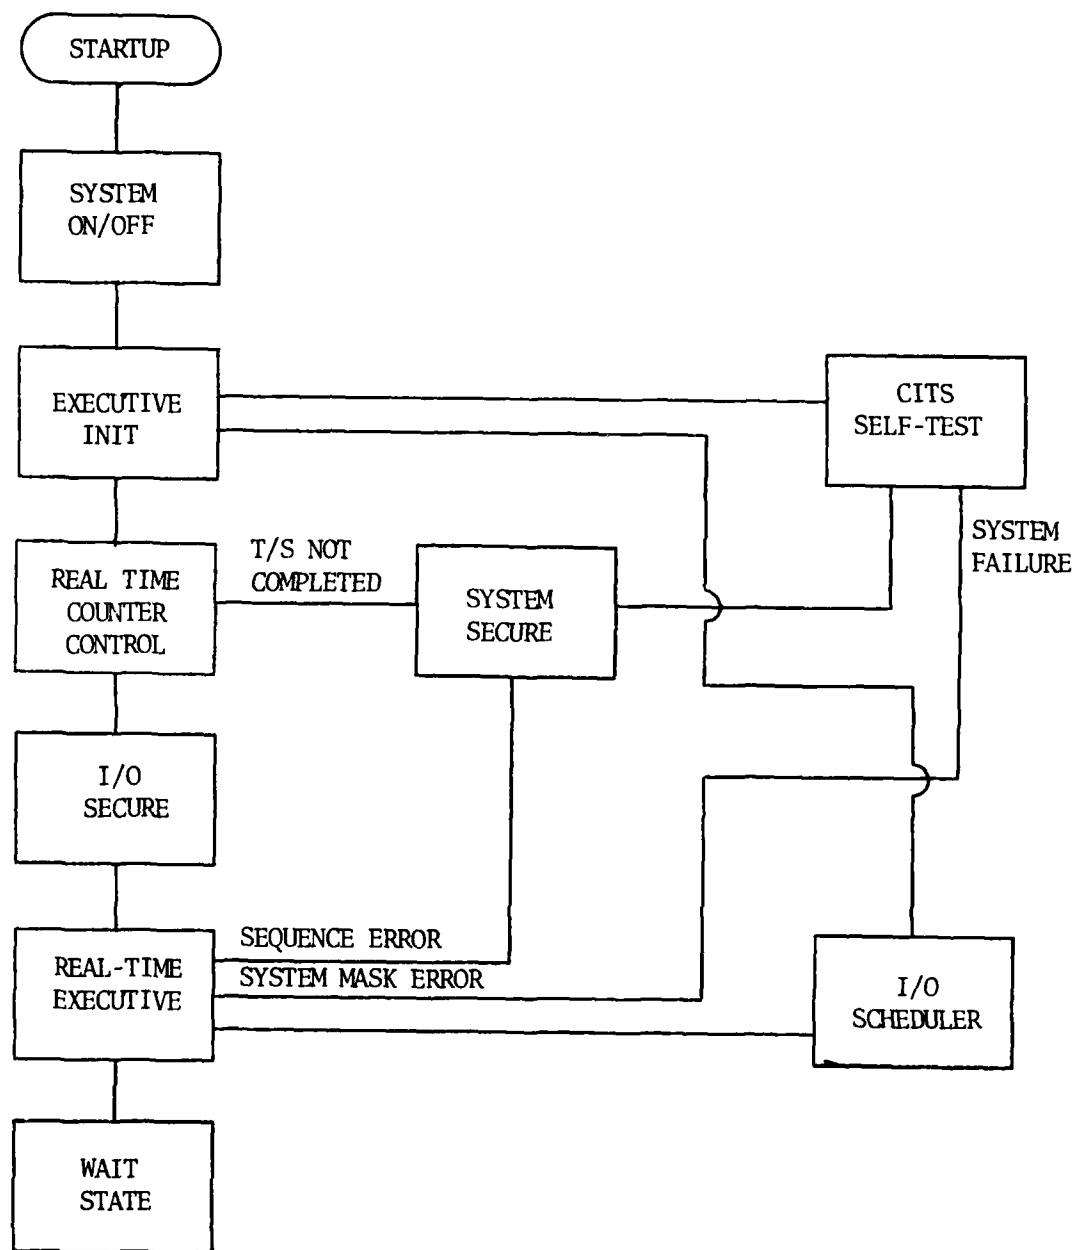 STARTUP
SYSTEM
ON/OFF
EXECUTIVE
INIT
CITS
SELF-TEST
SYSTEM
FAILURE
REAL TIME
COUNTER
CONTROL
T/S NOT
COMPLETED
SYSTEM
SECURE
I/O
SECURE
REAL-TIME
EXECUTIVE
SEQUENCE ERROR
SYSTEM MASK ERROR
I/O
SCHEDULER
WAIT
STATE